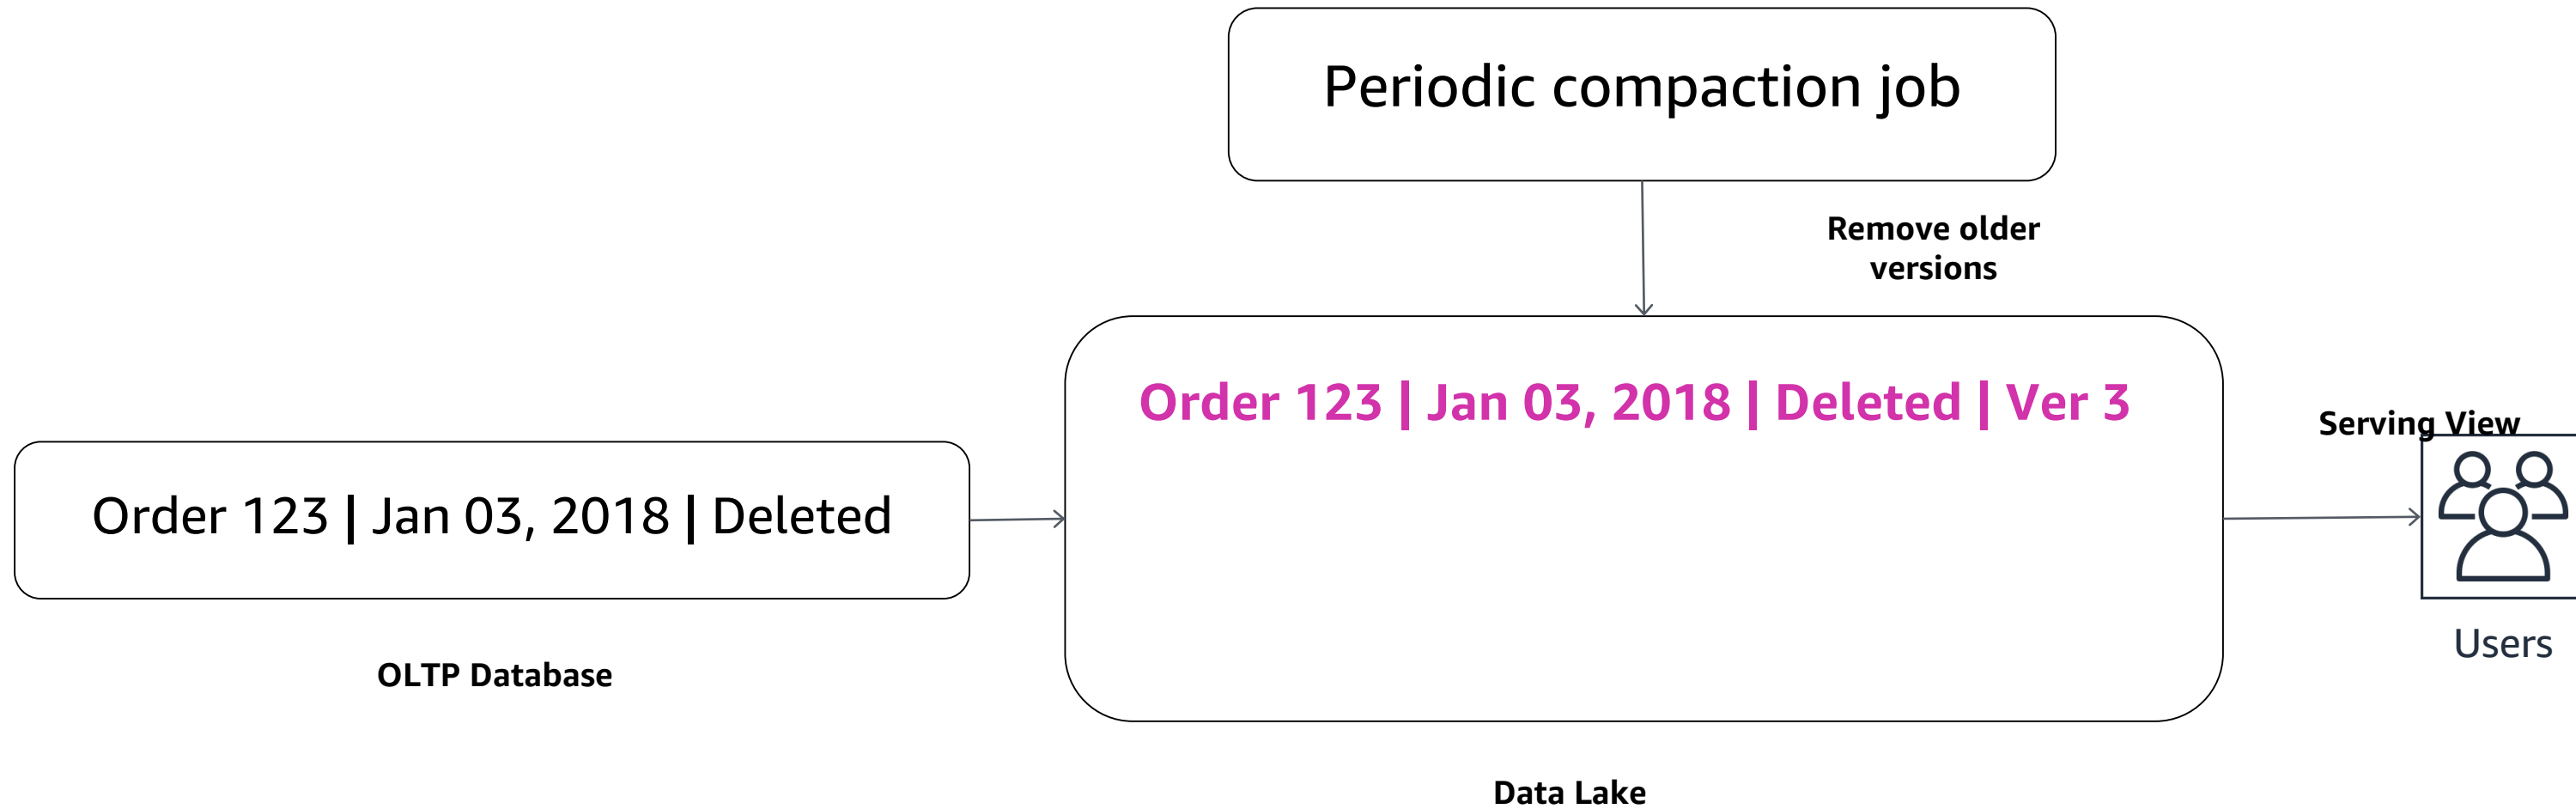 Periodic compaction job
Remove older
versions
Order 123 | Jan 03, 2018 | Deleted | Ver 3
Serving View
Order 123 | Jan 03, 2018 | Deleted
Users
OLTP Database
Data Lake